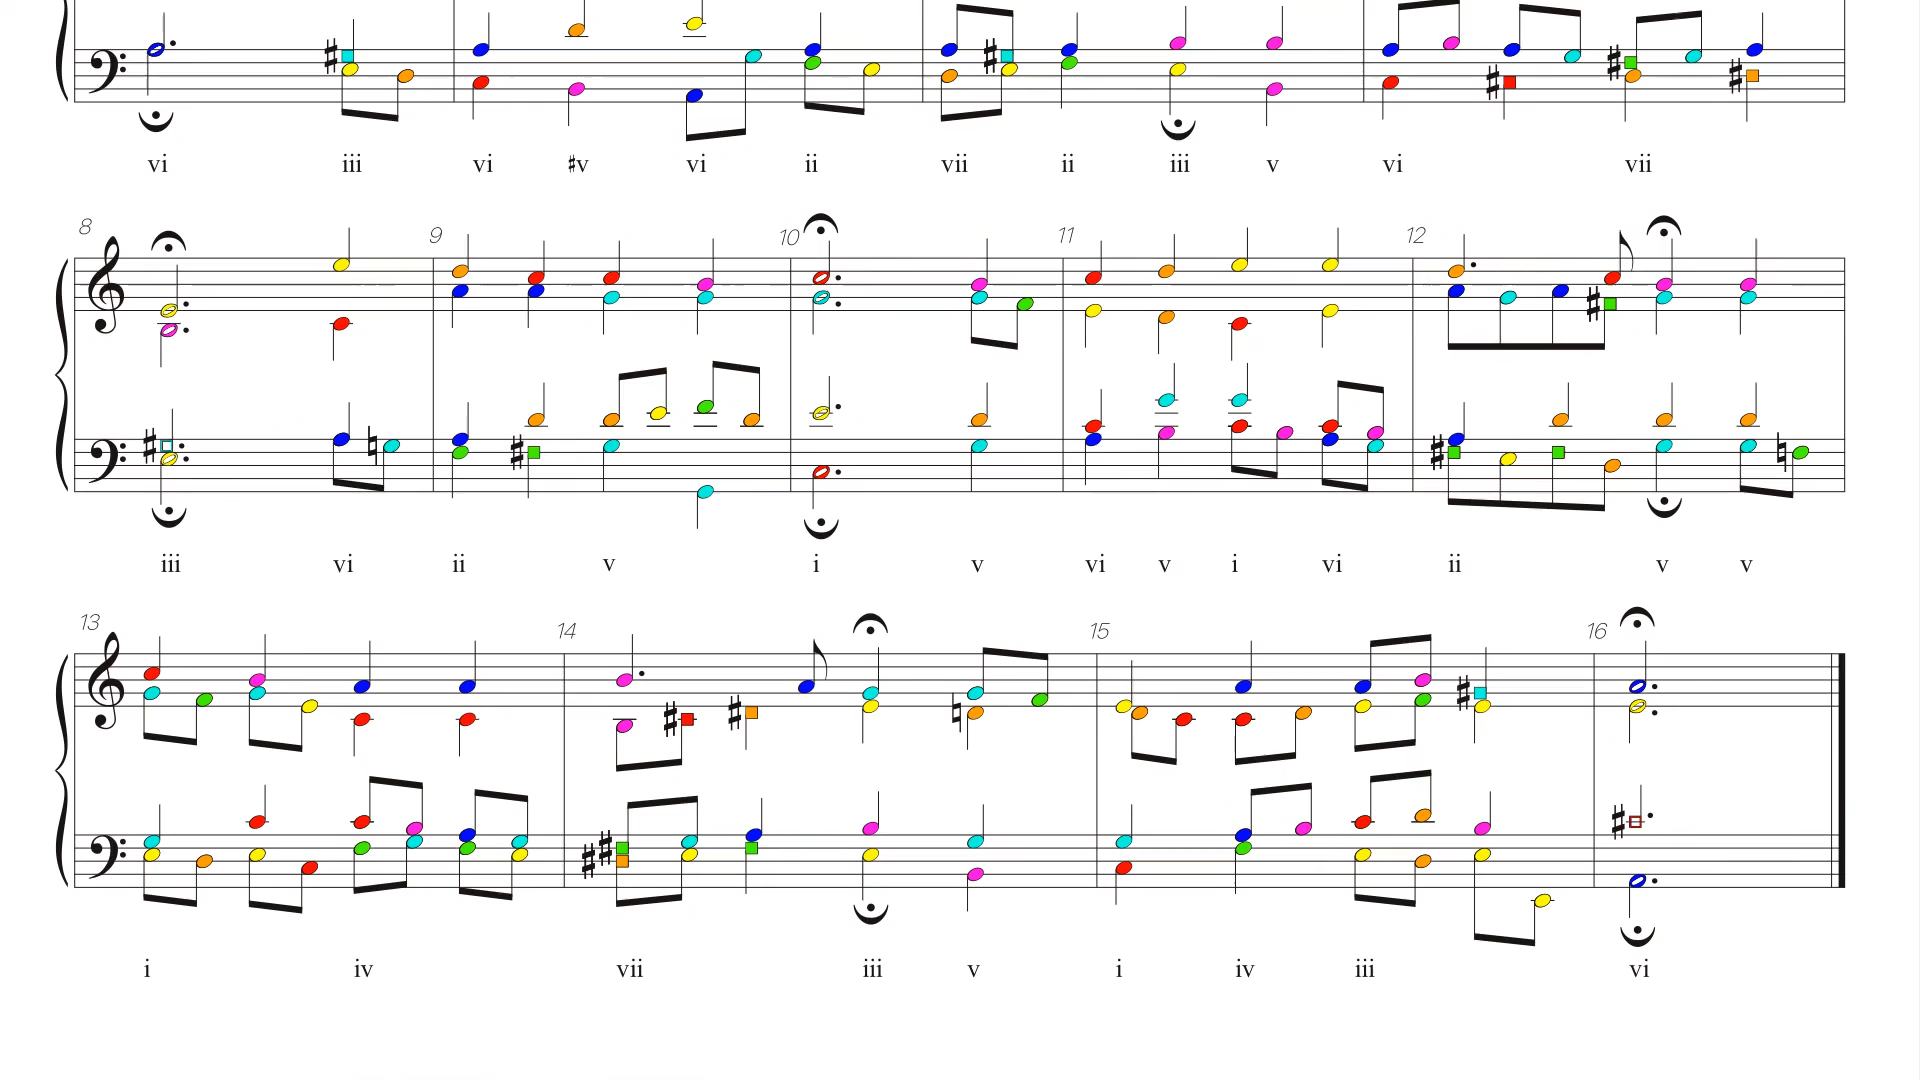 vi iii vi ♯v vi ii vii ii iii v vi vii
8 9 10 11 12
iii vi ii v i v vi v i vi ii v v
13 14 15 16
i iv vii iii v i iv iii vi